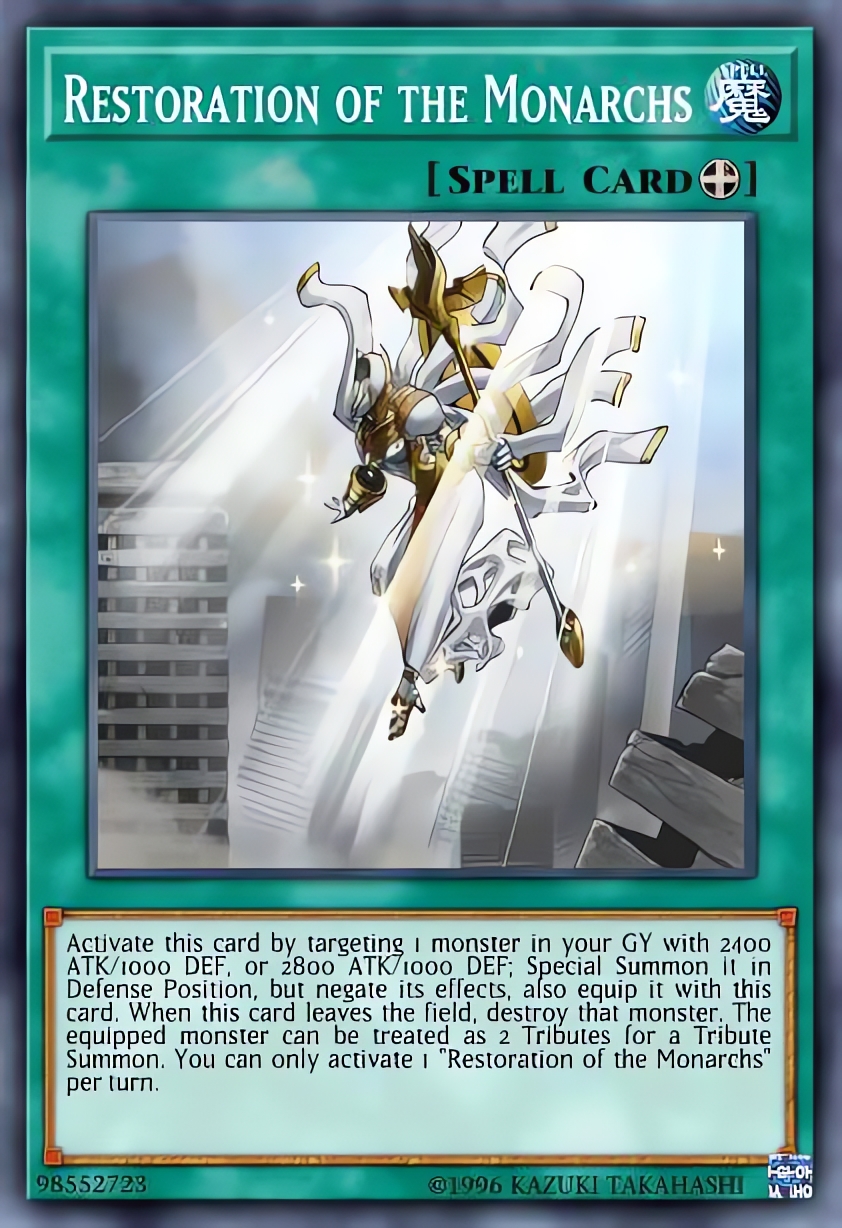 RESTORATION OF THE MONARCHS
SPELL
魔
[SPELL CARD]
Activate this card by targeting 1 monster in your GY with 2400
ATK/1000 DEF, or 2800 ATK/1000 DEF; Special Summon it in
Defense Position, but negate its effects, also equip it with this
card. When this card leaves the field, destroy that monster. The
equipped monster can be treated as 2 Tributes for a Tribute
Summon. You can only activate 1 "Restoration of the Monarchs"
per turn.
98552723
©1996 KAZUKI TAKAHASHI